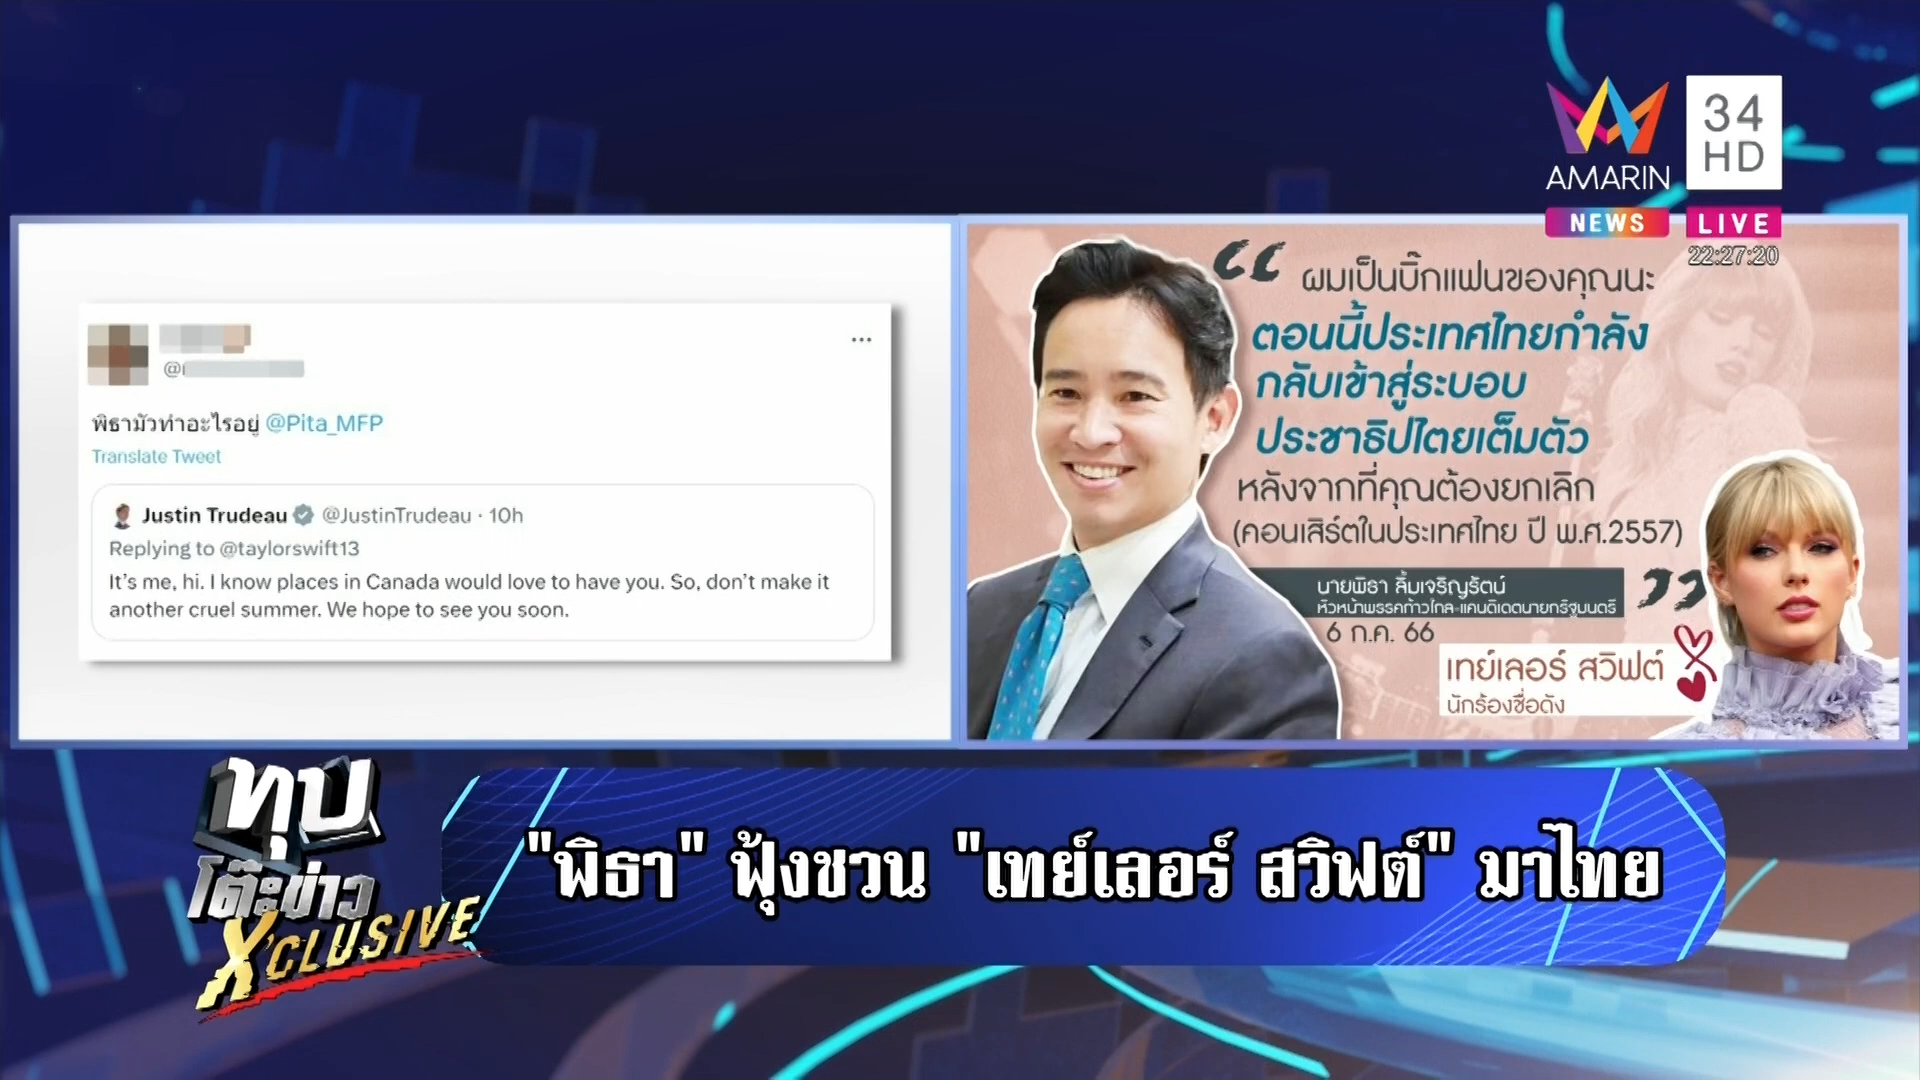 AMARIN
34
HD
NEWS
LIVE
22:27:20
พิธามัวทำอะไรอยู่ @Pita_MFP
Translate Tweet
Justin Trudeau @JustinTrudeau · 10h
Replying to @taylorswift13
It's me, hi. I know places in Canada would love to have you. So, don't make it
another cruel summer. We hope to see you soon.
“ ผมเป็นบิ๊กแฟนของคุณนะ
ตอนนี้ประเทศไทยกำลัง
กลับเข้าสู่ระบอบ
ประชาธิปไตยเต็มตัว
หลังจากที่คุณต้องยกเลิก
(คอนเสิร์ตในประเทศไทย ปี พ.ศ.2557) ”
นายพิธา ลิ้มเจริญรัตน์
หัวหน้าพรรคก้าวไกล-แคนดิเดตนายกรัฐมนตรี
6 ก.ค. 66
เทย์เลอร์ สวิฟต์
นักร้องชื่อดัง
ทุบ
โต๊ะข่าว
X'CLUSIVE
"พิธา" ฟุ้งชวน "เทย์เลอร์ สวิฟต์" มาไทย